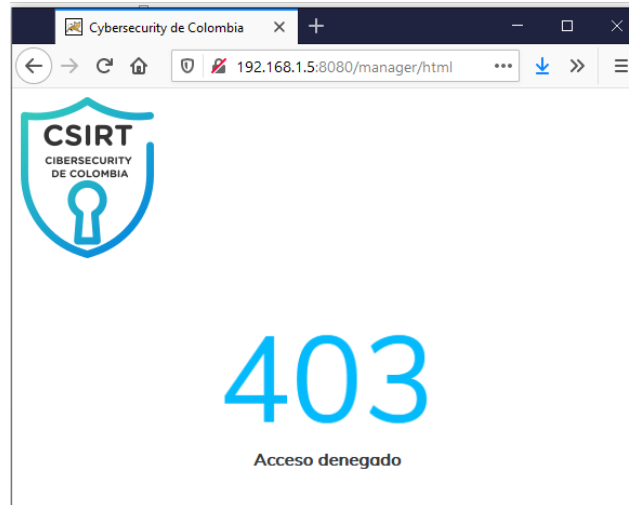 Cybersecurity de Colombia
192.168.1.5:8080/manager/html
CSIRT
CIBERSECURITY
DE COLOMBIA
403
Acceso denegado